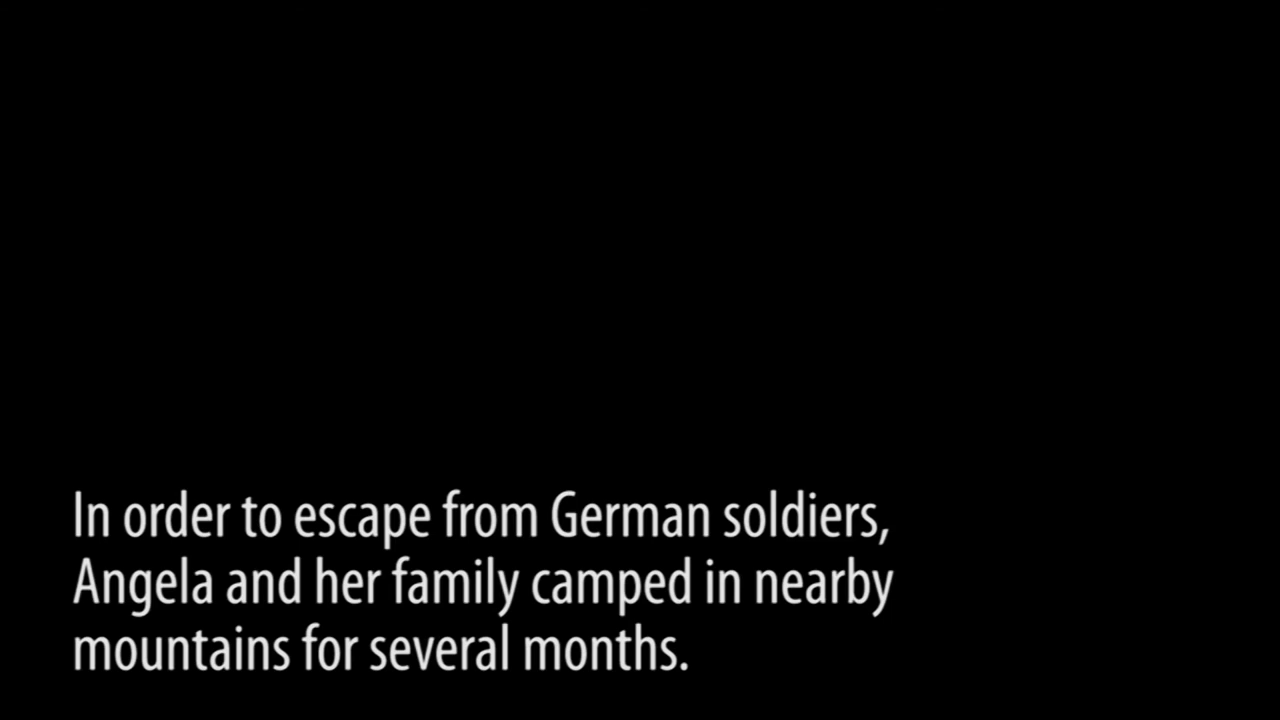 In order to escape from German soldiers,
Angela and her family camped in nearby
mountains for several months.